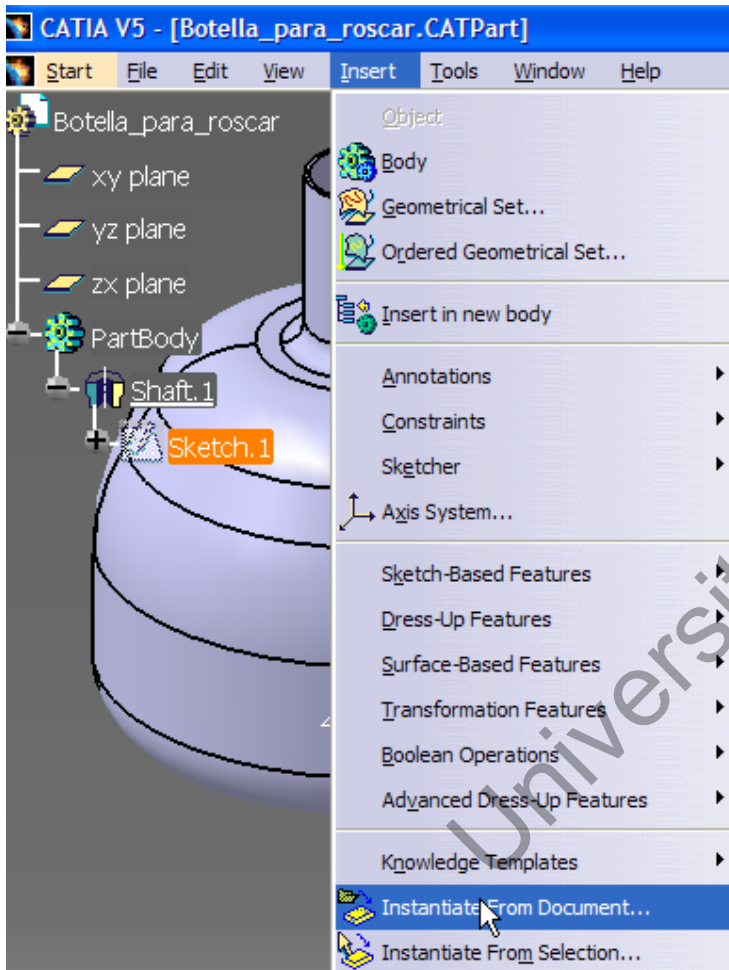 CATIA V5 - [Botella_para_roscar.CATPart]
Start File Edit View Insert Tools Window Help
Botella_para_roscar
xy plane
yz plane
zx plane
PartBody
Shaft.1
Sketch.1
Object
Body
Geometrical Set...
Ordered Geometrical Set...
Insert in new body
Annotations
Constraints
Sketcher
Axis System...
Sketch-Based Features
Dress-Up Features
Surface-Based Features
Transformation Features
Boolean Operations
Advanced Dress-Up Features
Knowledge Templates
Instantiate From Document...
Instantiate From Selection...